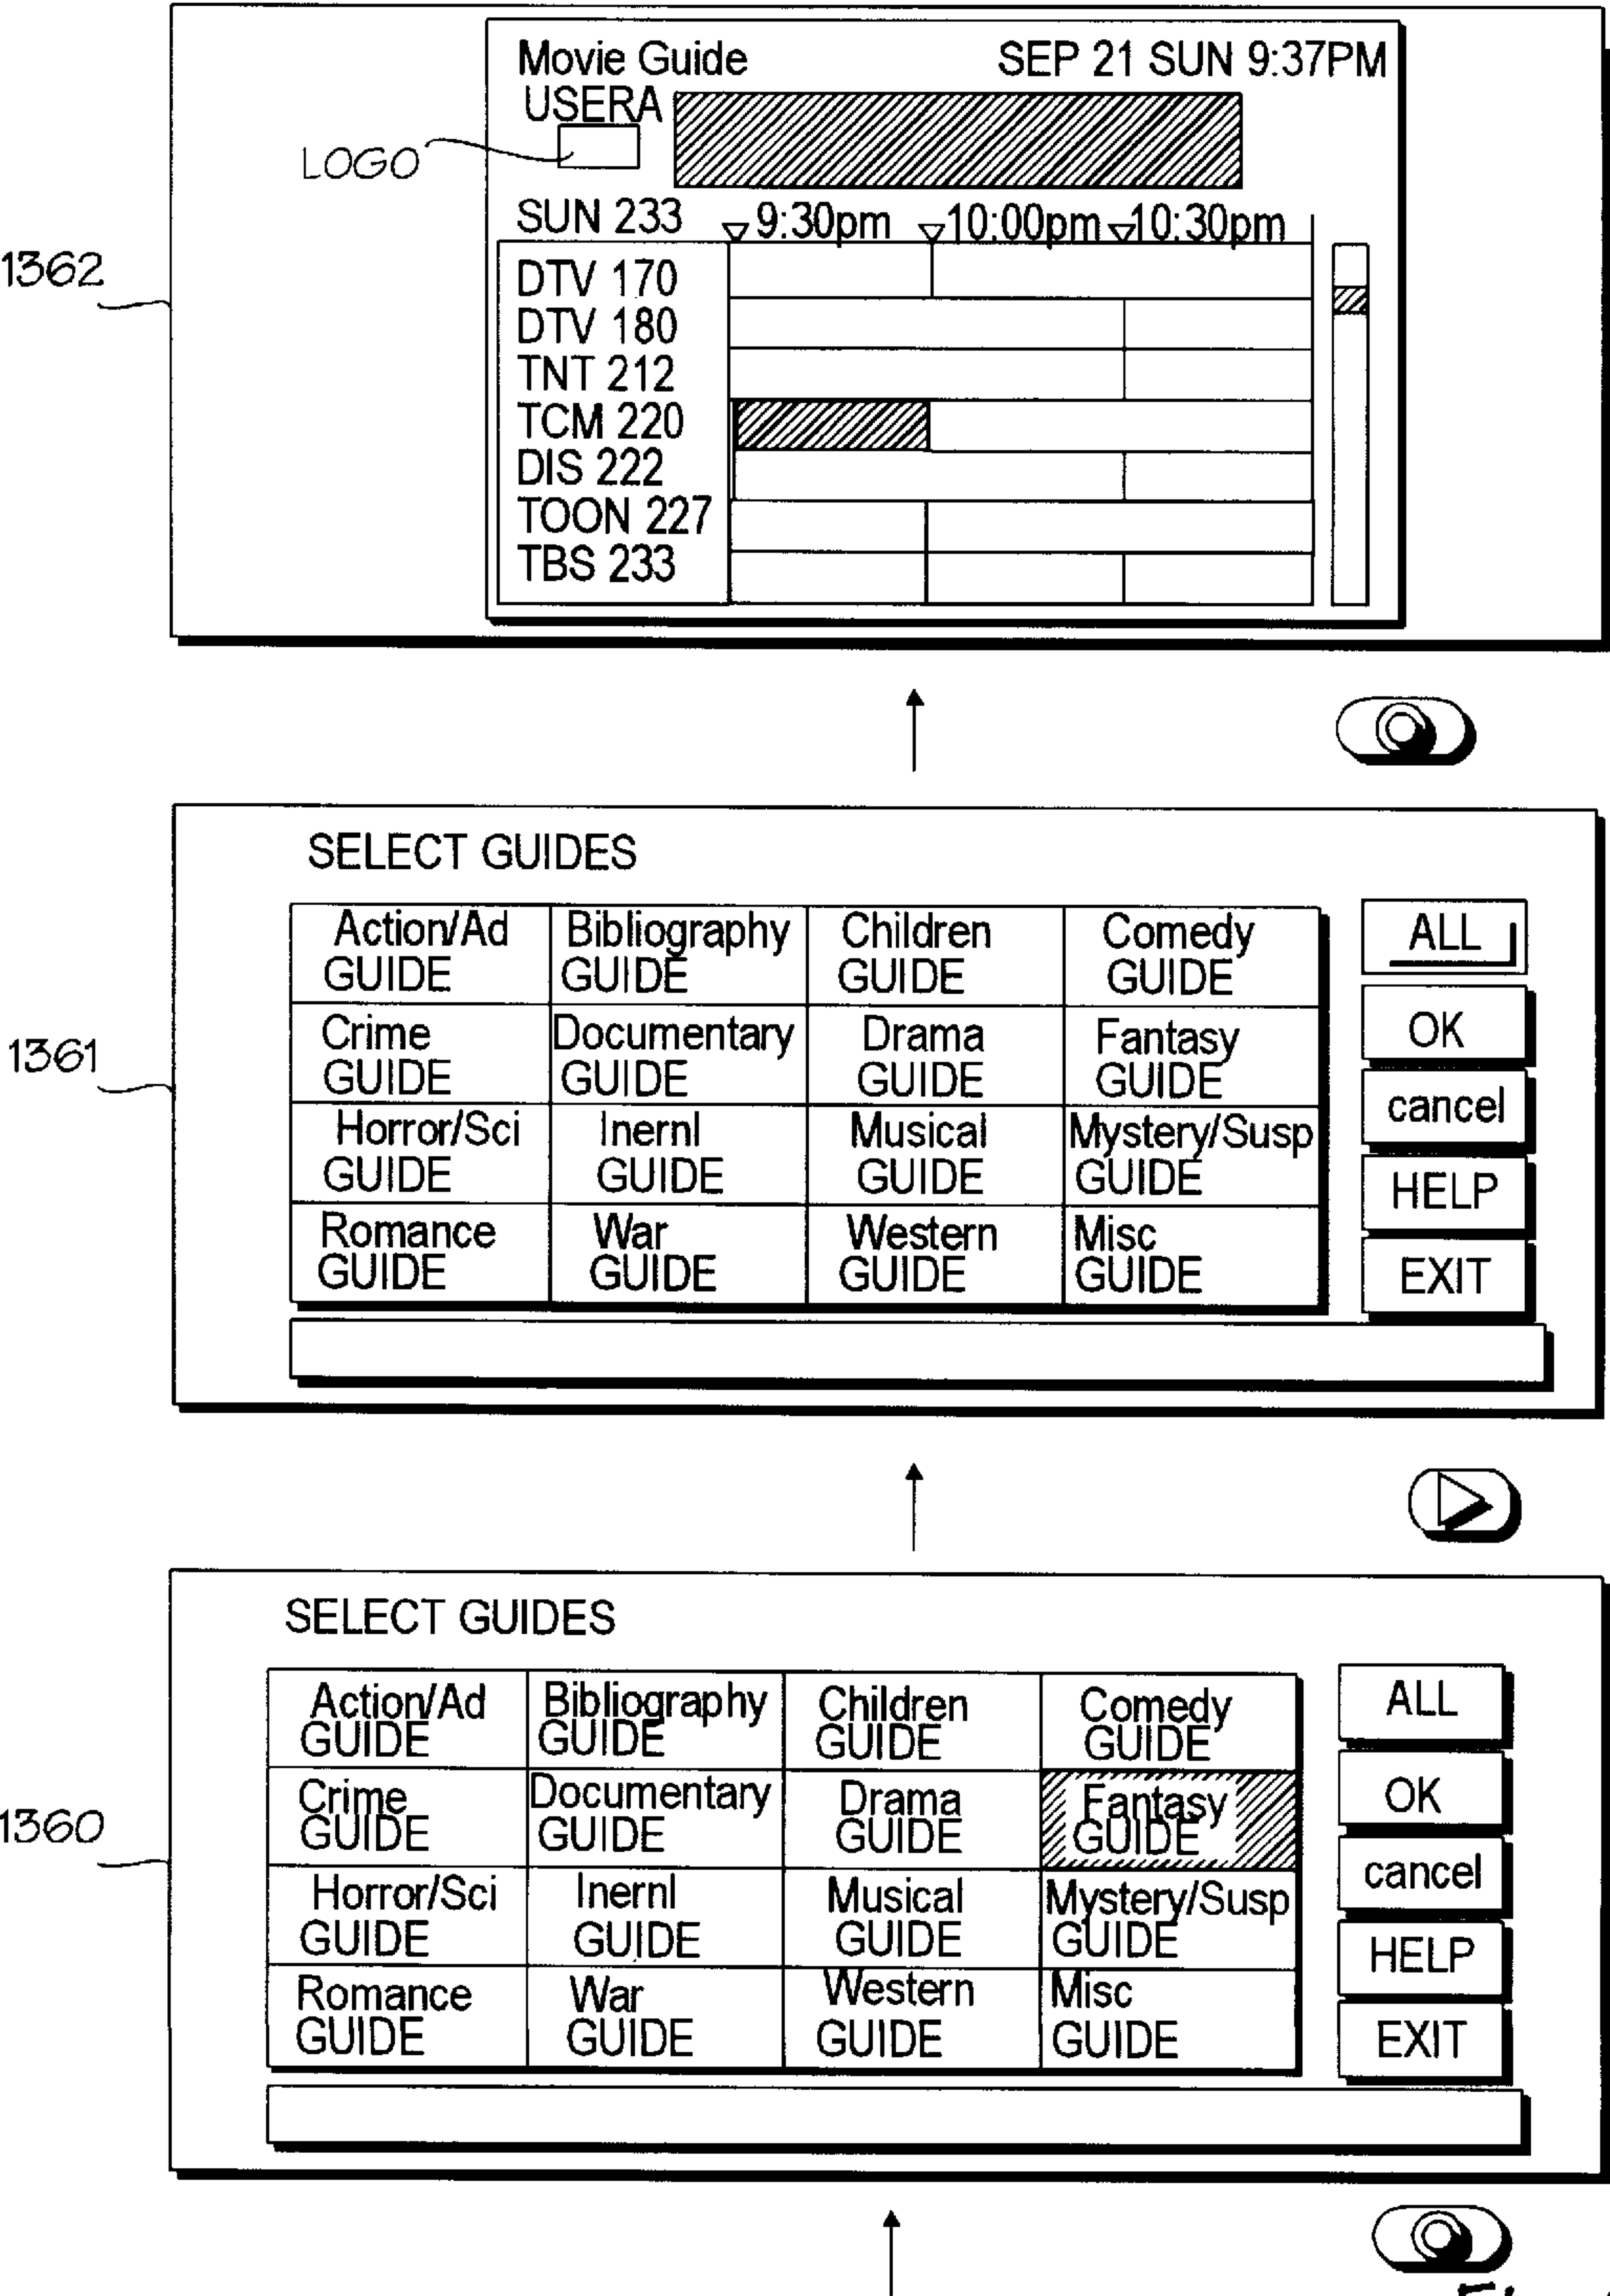 Movie Guide SEP 21 SUN 9:37PM
USERA
LOGO
SUN 233 9:30pm 10:00pm 10:30pm
1362
DTV 170
DTV 180
TNT 212
TCM 220
DIS 222
TOON 227
TBS 233
SELECT GUIDES
Action/Ad Bibliography Children Comedy ALL
GUIDE GUIDE GUIDE GUIDE
Crime Documentary Drama Fantasy OK
GUIDE GUIDE GUIDE GUIDE
1361
cancel
Horror/Sci Inernl Musical Mystery/Susp
GUIDE GUIDE GUIDE GUIDE HELP
Romance War Western Misc
GUIDE GUIDE GUIDE GUIDE EXIT
SELECT GUIDES
Action/Ad Bibliography Children Comedy ALL
GUIDE GUIDE GUIDE GUIDE
Crime Documentary Drama Fantasy OK
GUIDE GUIDE GUIDE GUIDE
1360
cancel
Horror/Sci Inernl Musical Mystery/Susp
GUIDE GUIDE GUIDE GUIDE HELP
Romance War Western Misc
GUIDE GUIDE GUIDE GUIDE EXIT